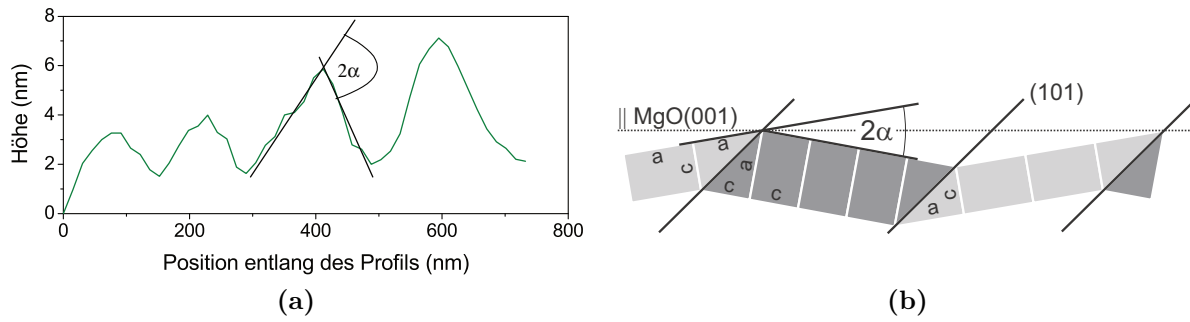 8
6
4
2
0
Höhe (nm)
2α
0
200
400
600
800
Position entlang des Profils (nm)
(a)
|| MgO(001)
(101)
2α
a
c
a
a
c
c
a
c
(b)